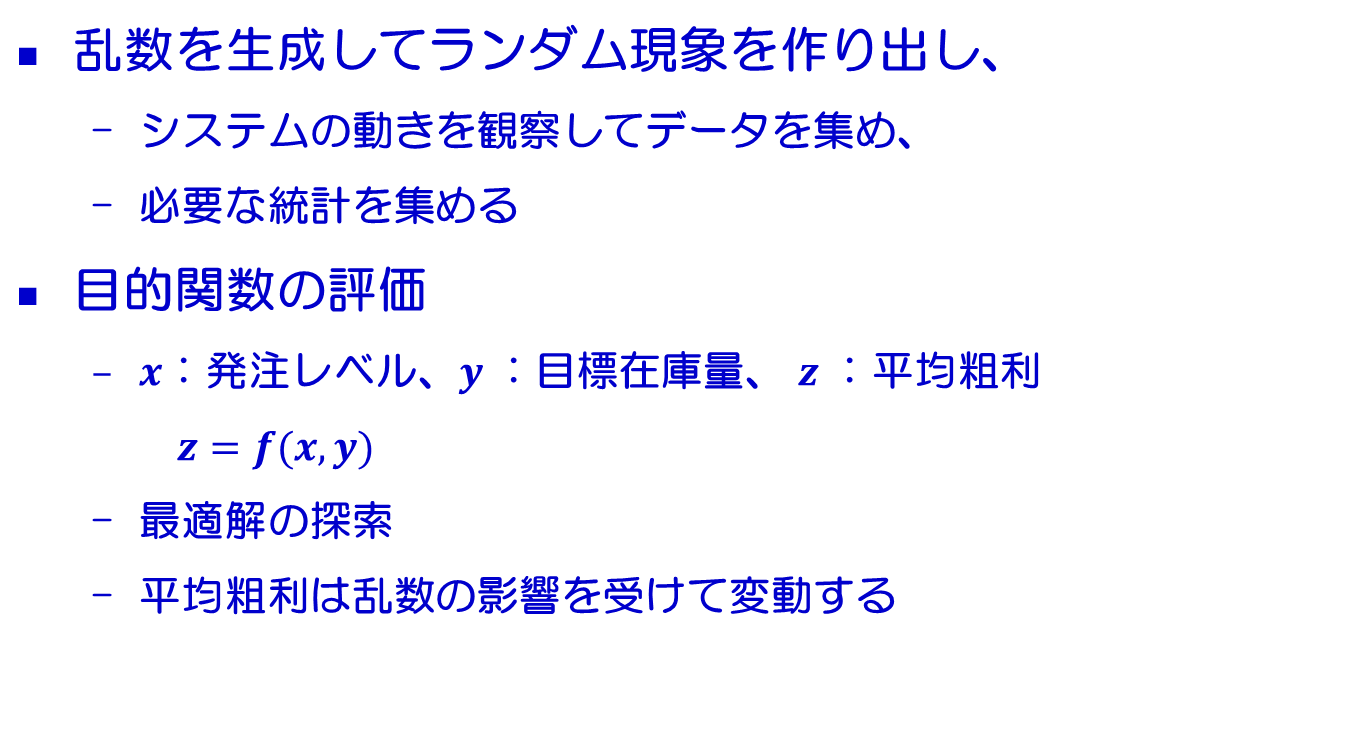 ■ 乱数を生成してランダム現象を作り出し、
– システムの動きを観察してデータを集め、
– 必要な統計を集める
■ 目的関数の評価
– x：発注レベル、y ：目標在庫量、 z ：平均粗利
z = f(x, y)
– 最適解の探索
– 平均粗利は乱数の影響を受けて変動する